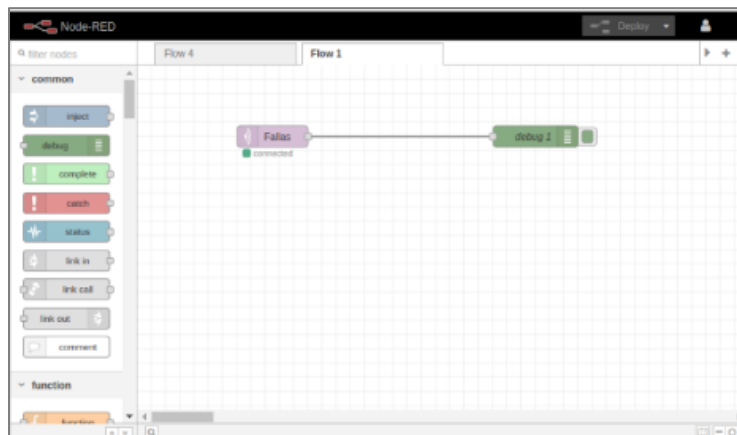 Node-RED
Deploy
filter nodes
Flow 4
Flow 1
common
inject
debug
complete
catch
status
link in
link call
link out
comment
function
function
Fallas
connected
debug 1